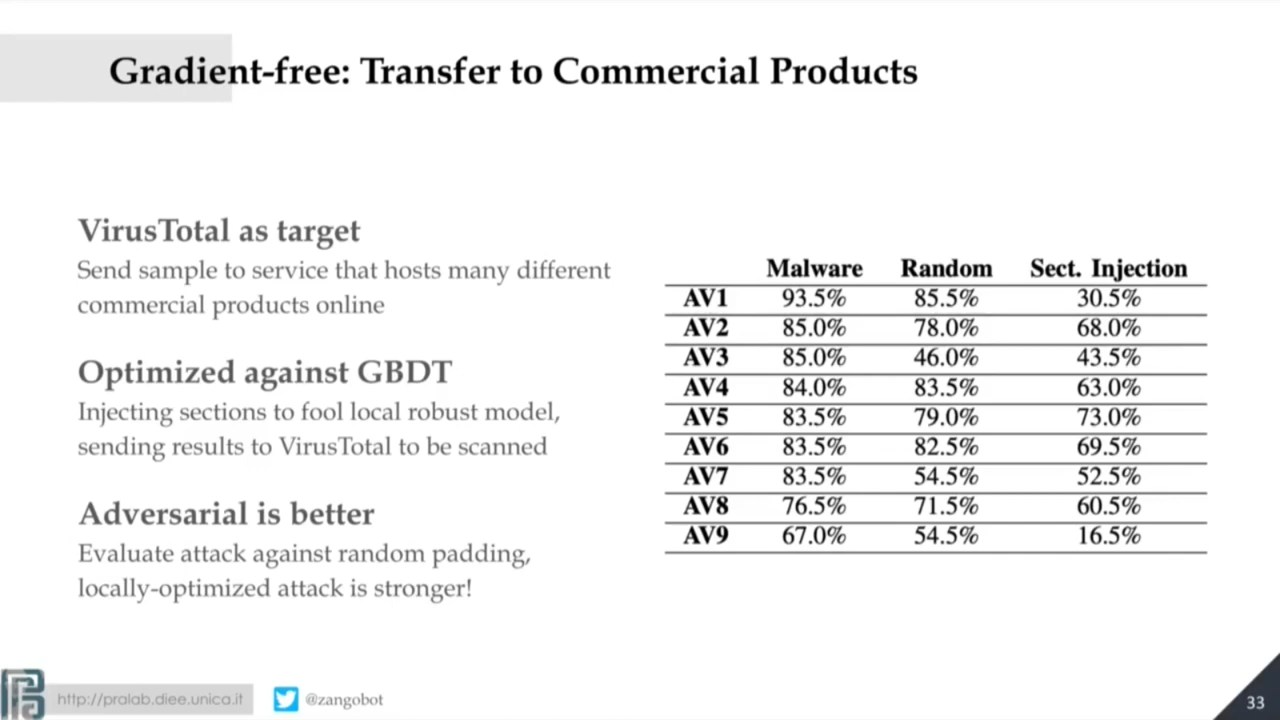 Gradient-free: Transfer to Commercial Products
VirusTotal as target
Send sample to service that hosts many different
commercial products online
Optimized against GBDT
Injecting sections to fool local robust model,
sending results to VirusTotal to be scanned
Adversarial is better
Evaluate attack against random padding,
locally-optimized attack is stronger!
Malware Random Sect. Injection
AV1 93.5% 85.5% 30.5%
AV2 85.0% 78.0% 68.0%
AV3 85.0% 46.0% 43.5%
AV4 84.0% 83.5% 63.0%
AV5 83.5% 79.0% 73.0%
AV6 83.5% 82.5% 69.5%
AV7 83.5% 54.5% 52.5%
AV8 76.5% 71.5% 60.5%
AV9 67.0% 54.5% 16.5%
http://pralab.diee.unica.it @zangobot
33